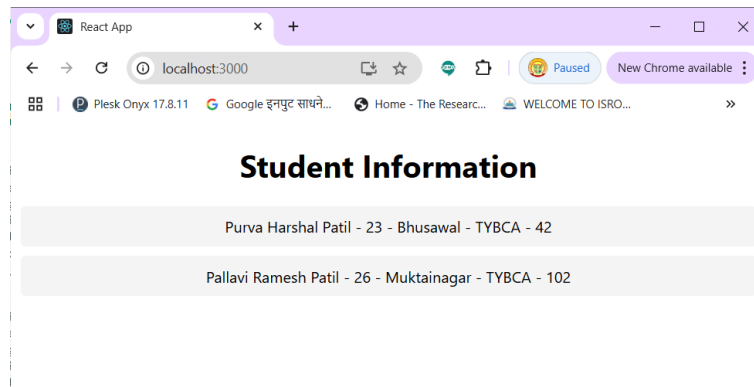 React App
localhost:3000
Paused
New Chrome available
Plesk Onyx 17.8.11
Google इनपुट साधने...
Home - The Researc...
WELCOME TO ISRO...
Student Information
Purva Harshal Patil - 23 - Bhusawal - TYBCA - 42
Pallavi Ramesh Patil - 26 - Muktainagar - TYBCA - 102